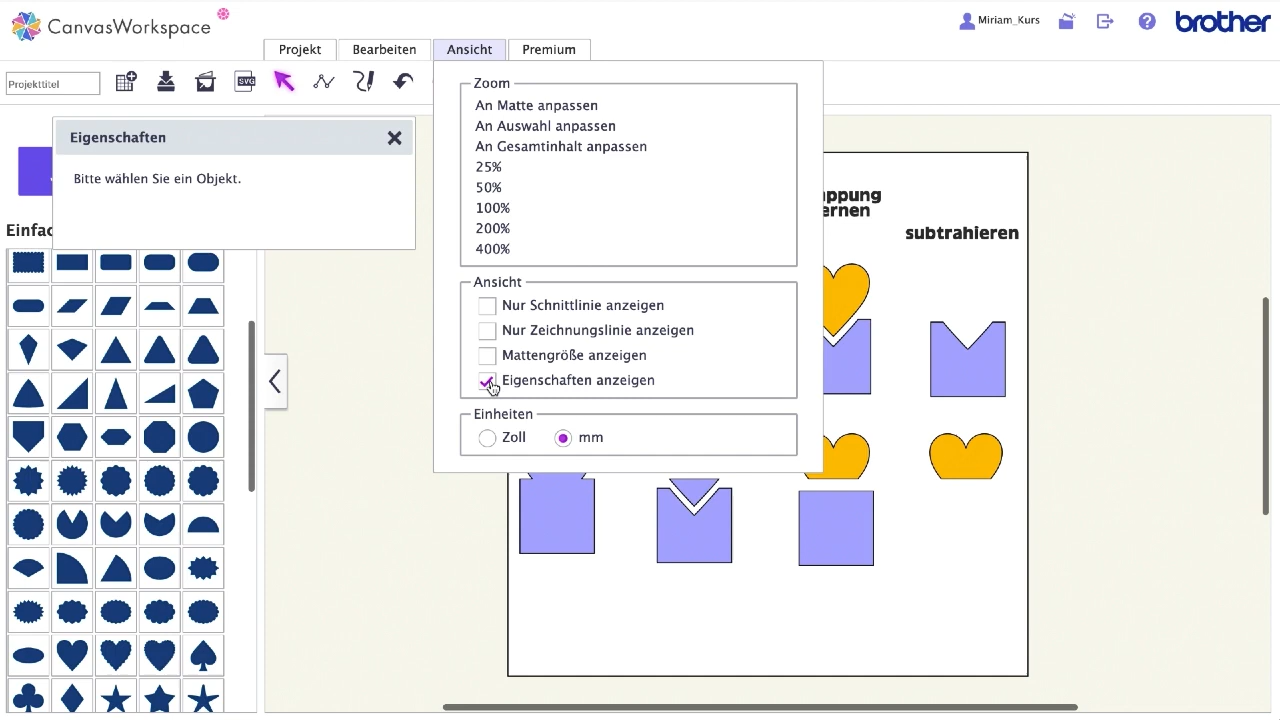 CanvasWorkspace
Miriam_Kurs
brother
Projekt
Bearbeiten
Ansicht
Premium
Projekttitel
SVG
Eigenschaften
Bitte wählen Sie ein Objekt.
Zoom
An Matte anpassen
An Auswahl anpassen
An Gesamtinhalt anpassen
25%
50%
100%
200%
400%
Ansicht
Nur Schnittlinie anzeigen
Nur Zeichnungslinie anzeigen
Mattengröße anzeigen
Eigenschaften anzeigen
Einheiten
Zoll
mm
subtrahieren